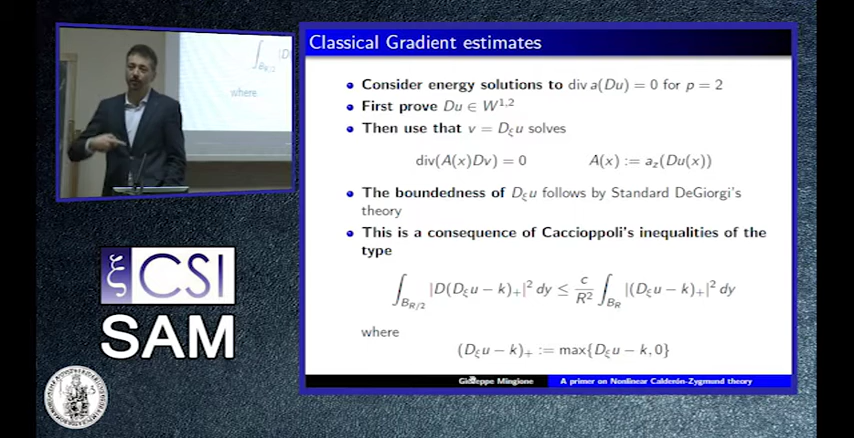 ∫_{B_{R/2}} |D(
where
Classical Gradient estimates
• Consider energy solutions to div a(Du) = 0 for p = 2
• First prove Du ∈ W^{1,2}
• Then use that v = D_ξ u solves
div(A(x)Dv) = 0 A(x) := a_z(Du(x))
• The boundedness of D_ξ u follows by Standard DeGiorgi's
theory
• This is a consequence of Caccioppoli's inequalities of the
type
∫_{B_{R/2}} |D(D_ξ u − k)_+|² dy ≤ c/R² ∫_{B_R} |(D_ξ u − k)_+|² dy
where
(D_ξ u − k)_+ := max{D_ξ u − k, 0}
Giuseppe Mingione A primer on Nonlinear Calderón-Zygmund theory
ξ CSI
SAM